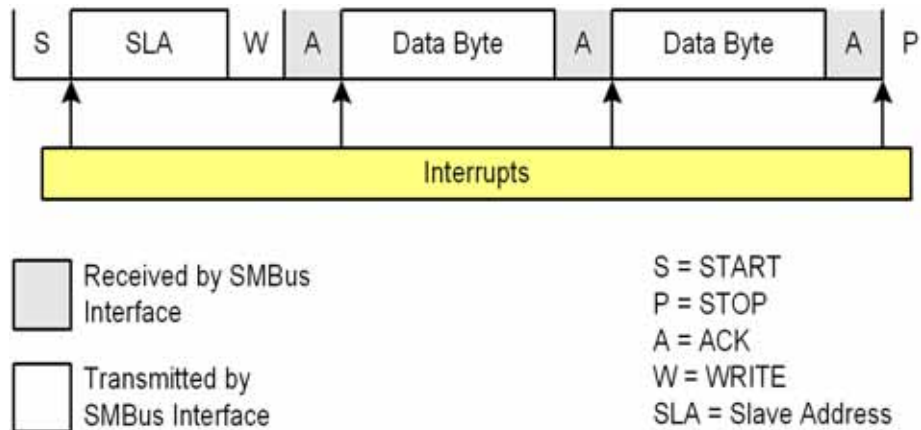 S SLA W A Data Byte A Data Byte A P
Interrupts
Received by SMBus
Interface
Transmitted by
SMBus Interface
S = START
P = STOP
A = ACK
W = WRITE
SLA = Slave Address